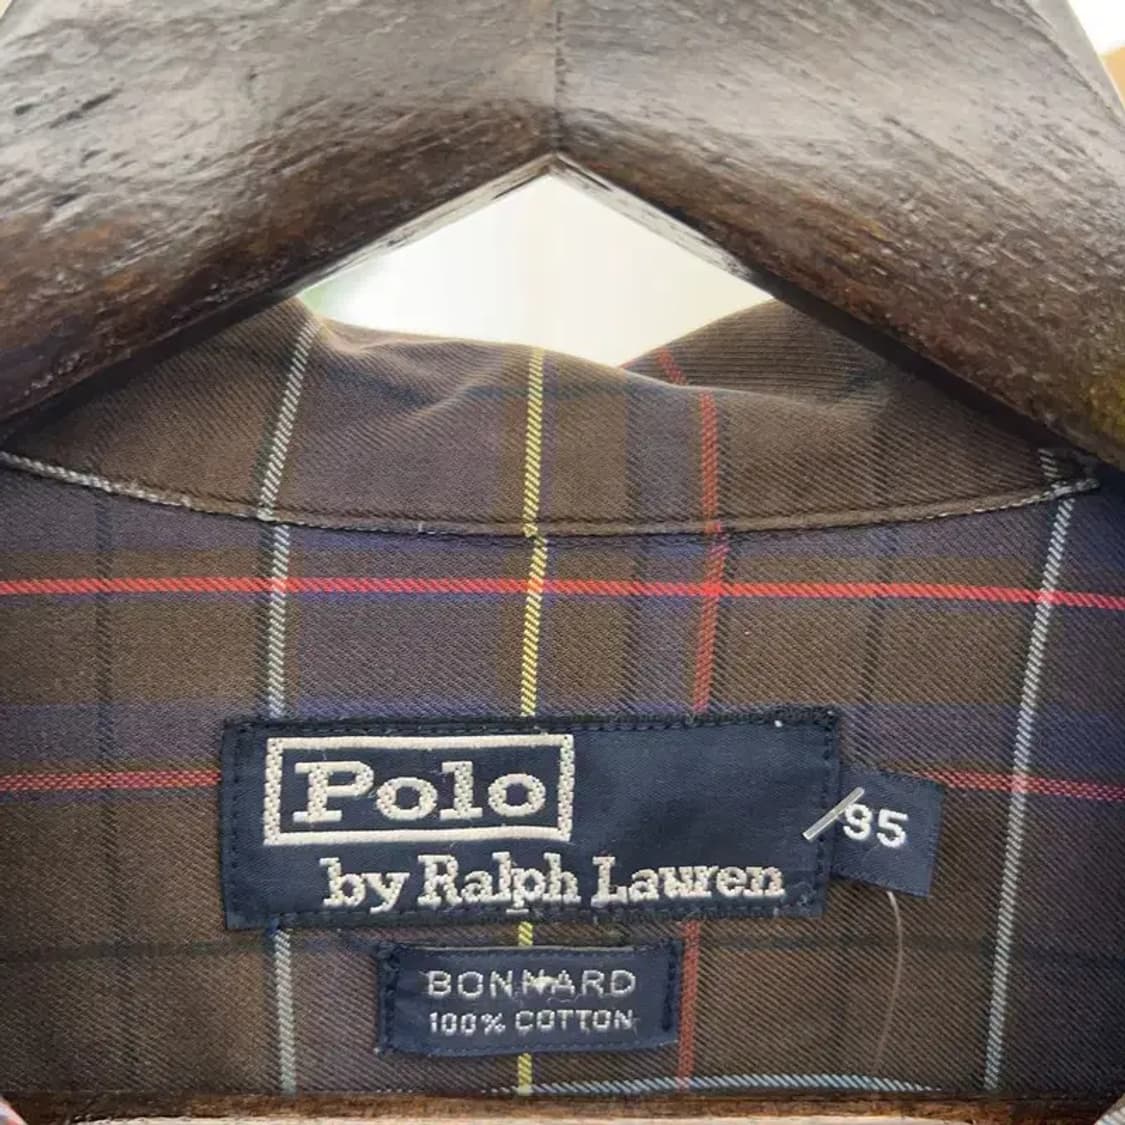 Polo
by Ralph Lauren
95
BONNARD
100% COTTON